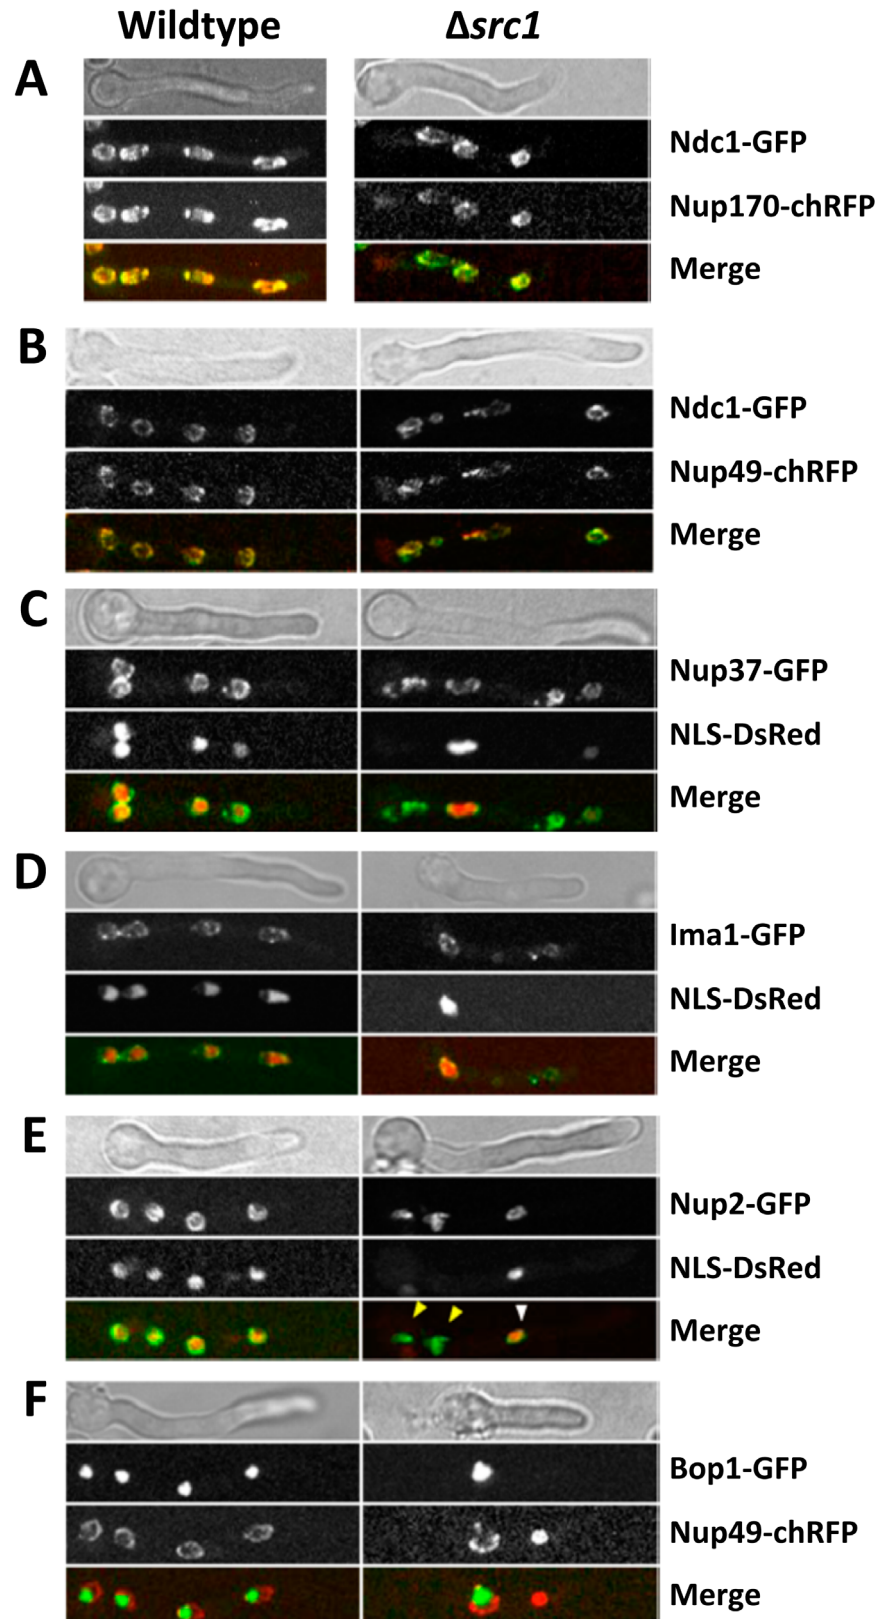 Wildtype Δsrc1
A
Ndc1-GFP
Nup170-chRFP
Merge
B
Ndc1-GFP
Nup49-chRFP
Merge
C
Nup37-GFP
NLS-DsRed
Merge
D
Ima1-GFP
NLS-DsRed
Merge
E
Nup2-GFP
NLS-DsRed
Merge
F
Bop1-GFP
Nup49-chRFP
Merge